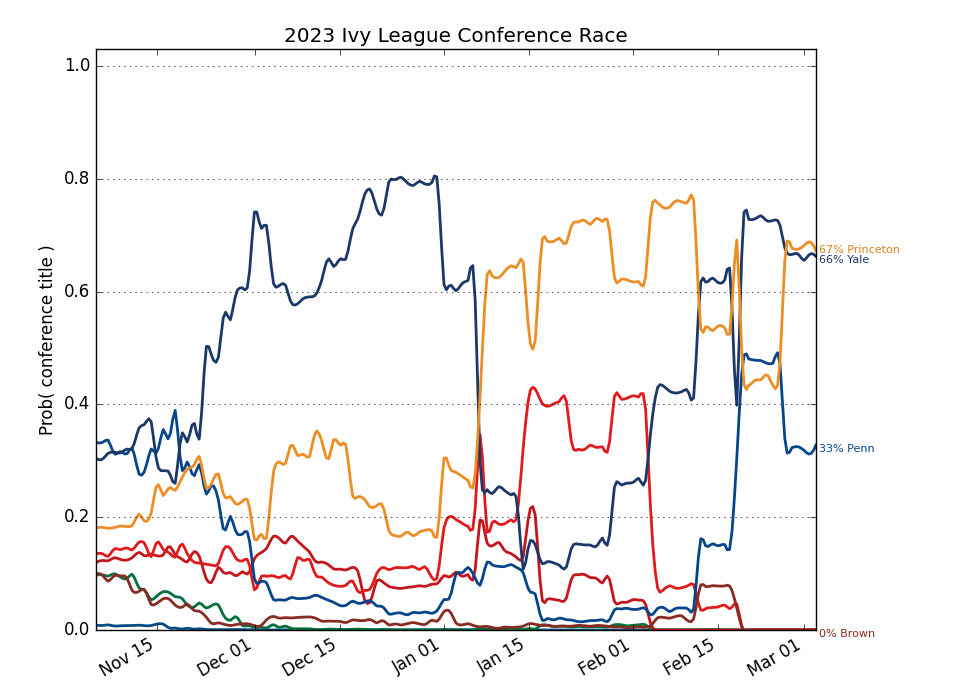 2023 Ivy League Conference Race
Prob( conference title )
1.0
0.8
0.6
0.4
0.2
0.0
67% Princeton
66% Yale
33% Penn
0% Brown
Nov 15
Dec 01
Dec 15
Jan 01
Jan 15
Feb 01
Feb 15
Mar 01